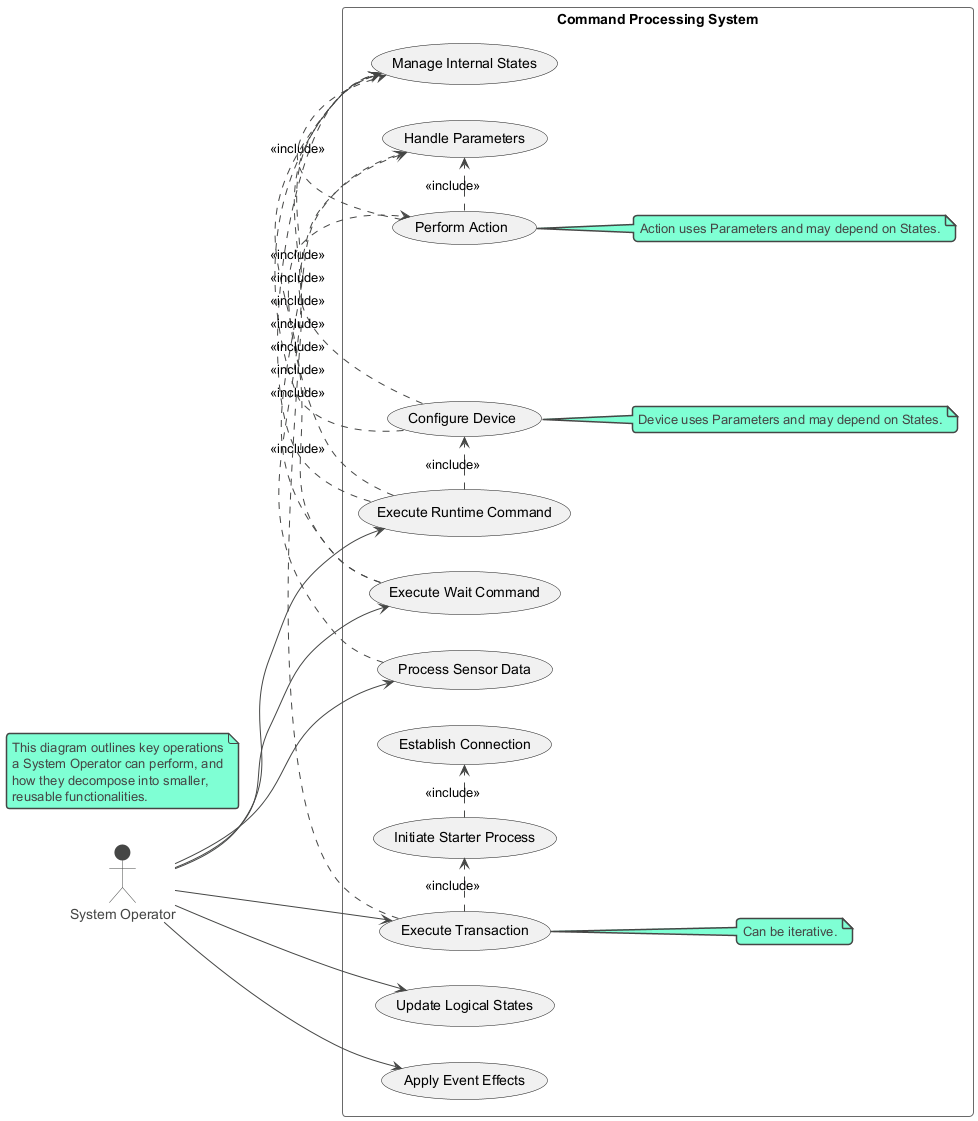 Command Processing System
Manage Internal States
Handle Parameters
«include»
«include»
Perform Action
Action uses Parameters and may depend on States.
«include»
«include»
«include»
«include»
«include»
«include»
«include»
Configure Device
Device uses Parameters and may depend on States.
«include»
«include»
Execute Runtime Command
Execute Wait Command
Process Sensor Data
This diagram outlines key operations
a System Operator can perform, and
how they decompose into smaller,
reusable functionalities.
Establish Connection
«include»
Initiate Starter Process
«include»
System Operator
Execute Transaction
Can be iterative.
Update Logical States
Apply Event Effects